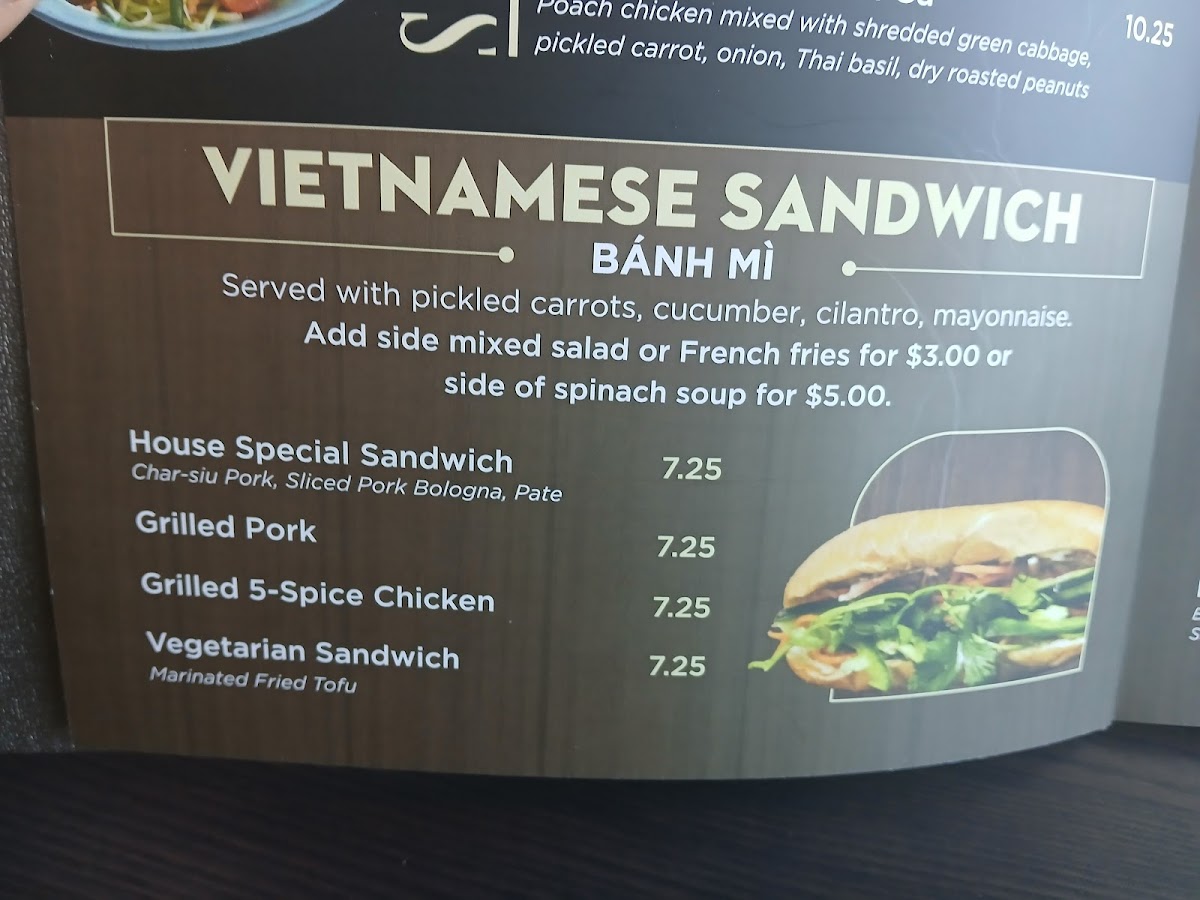 Poach chicken mixed with shredded green cabbage,
10.25
pickled carrot, onion, Thai basil, dry roasted peanuts
VIETNAMESE SANDWICH
BÁNH MÌ
Served with pickled carrots, cucumber, cilantro, mayonnaise.
Add side mixed salad or French fries for $3.00 or
side of spinach soup for $5.00.
House Special Sandwich 7.25
Char-siu Pork, Sliced Pork Bologna, Pate
Grilled Pork 7.25
Grilled 5-Spice Chicken 7.25
Vegetarian Sandwich 7.25
Marinated Fried Tofu